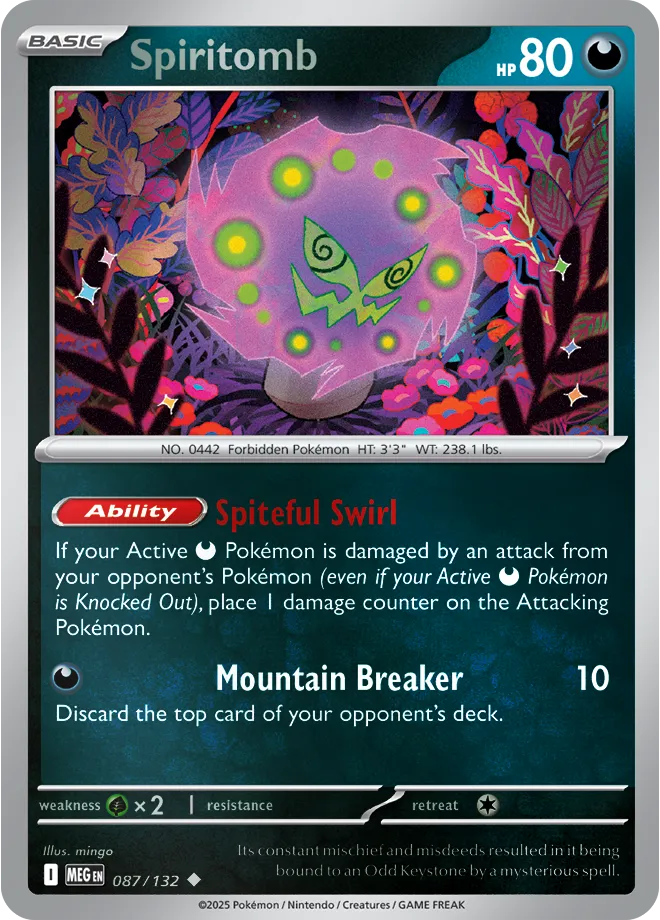 BASIC
Spiritomb
HP 80
NO. 0442 Forbidden Pokémon HT: 3'3" WT: 238.1 lbs.
Ability Spiteful Swirl
If your Active Pokémon is damaged by an attack from
your opponent's Pokémon (even if your Active Pokémon
is Knocked Out), place 1 damage counter on the Attacking
Pokémon.
Mountain Breaker 10
Discard the top card of your opponent's deck.
weakness ×2 resistance retreat
Illus. mingo
Its constant mischief and misdeeds resulted in it being
bound to an Odd Keystone by a mysterious spell.
I MEG EN 087/132
©2025 Pokémon / Nintendo / Creatures / GAME FREAK